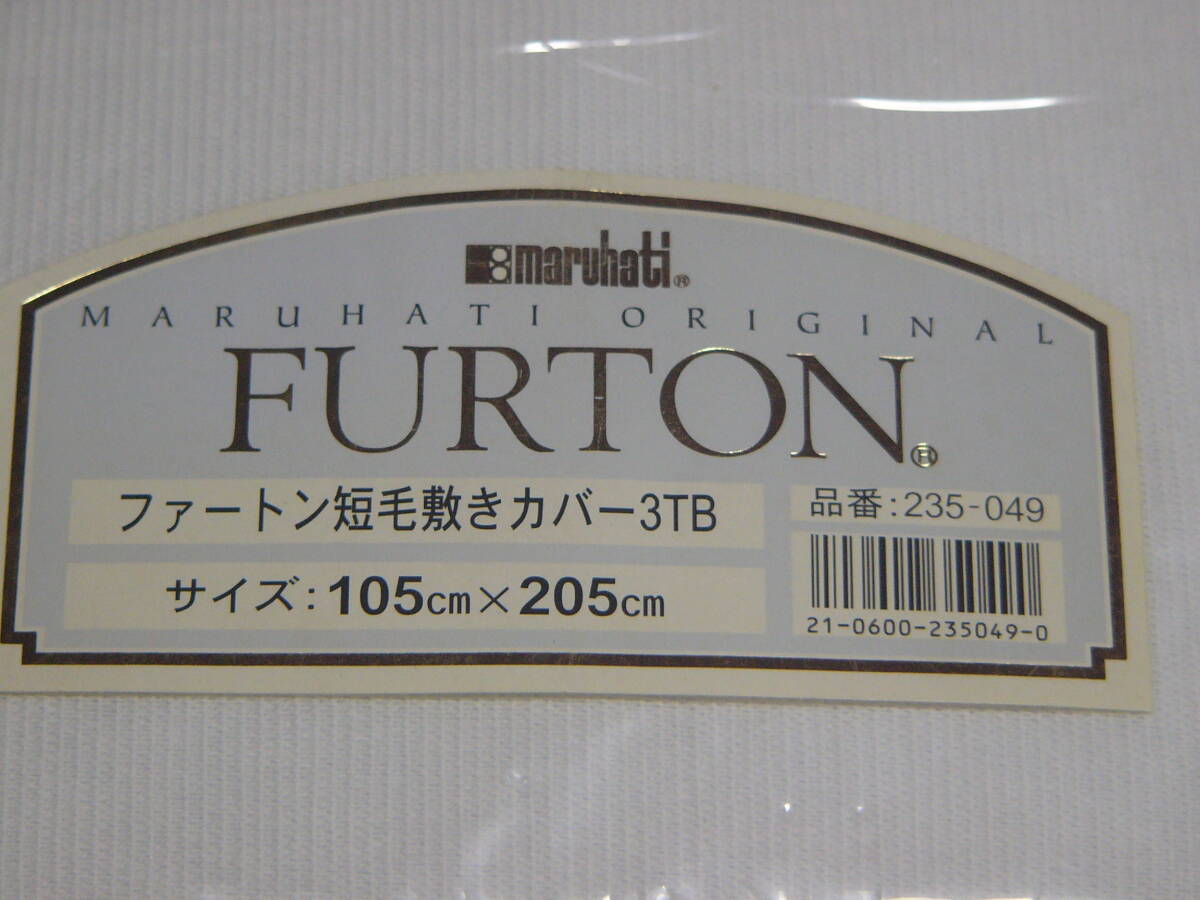 maruhati®
MARUHATI ORIGINAL
FURTON®
ファートン短毛敷きカバー3TB
品番:235-049
サイズ:105cm×205cm
21-0600-235049-0